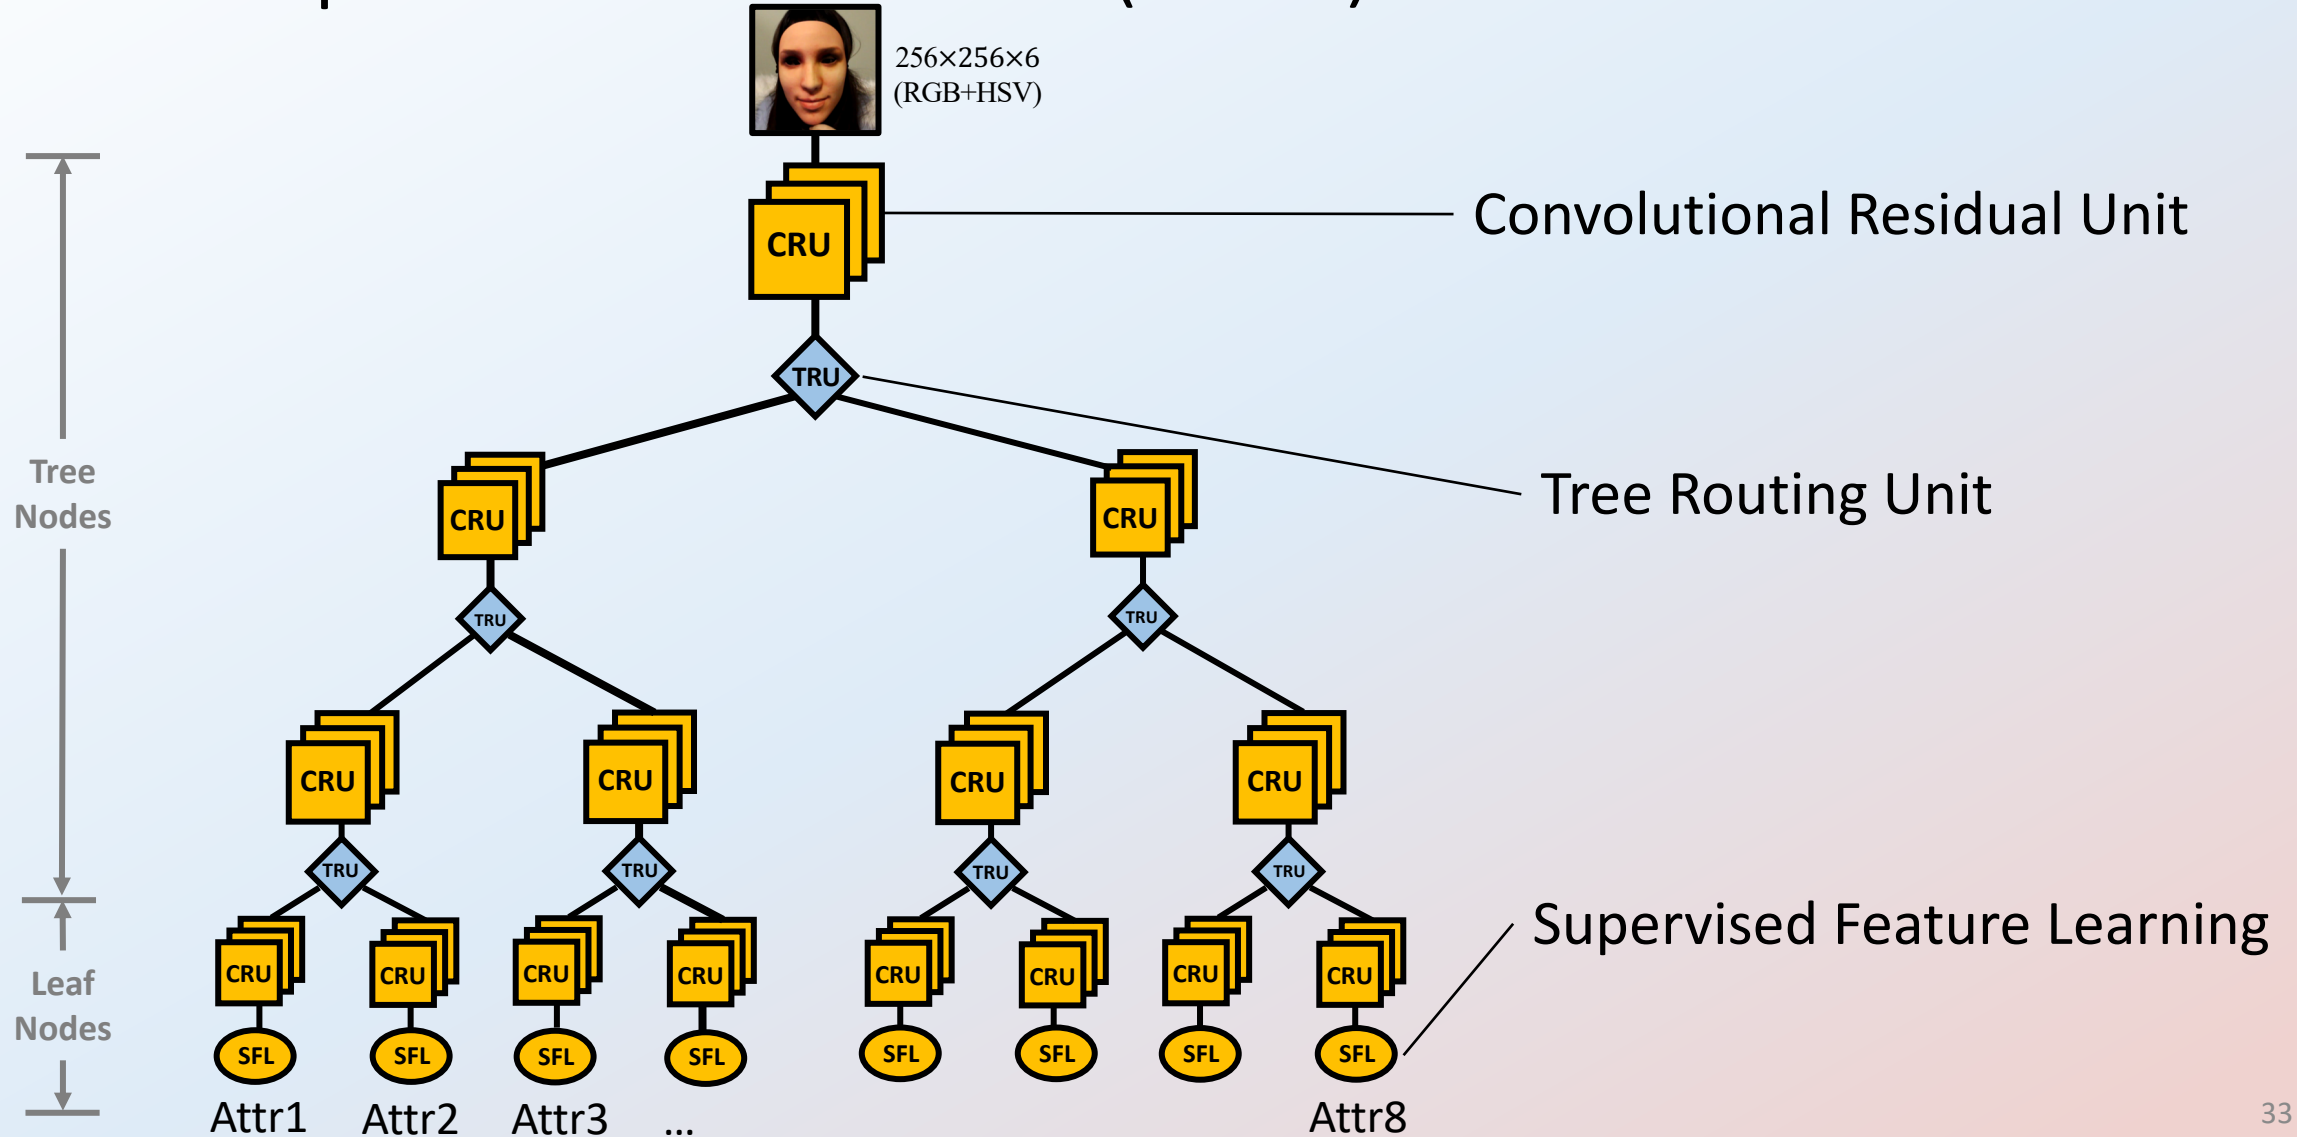 256×256×6
(RGB+HSV)
CRU
Convolutional Residual Unit
TRU
Tree
Nodes
CRU
CRU
Tree Routing Unit
TRU
TRU
CRU
CRU
CRU
CRU
TRU
TRU
TRU
TRU
Supervised Feature Learning
Leaf
Nodes
CRU
CRU
CRU
CRU
CRU
CRU
CRU
CRU
SFL
SFL
SFL
SFL
SFL
SFL
SFL
SFL
Attr1
Attr2
Attr3
...
Attr8
33